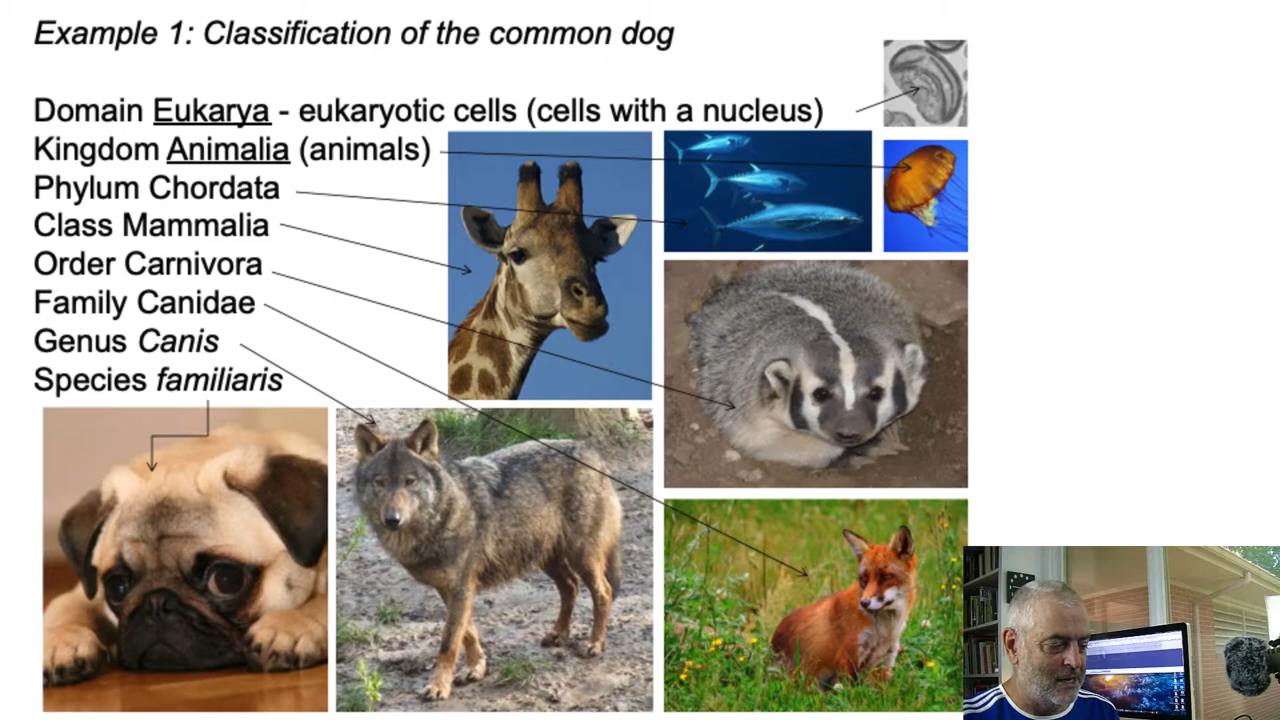 Example 1: Classification of the common dog
Domain Eukarya - eukaryotic cells (cells with a nucleus)
Kingdom Animalia (animals)
Phylum Chordata
Class Mammalia
Order Carnivora
Family Canidae
Genus Canis
Species familiaris